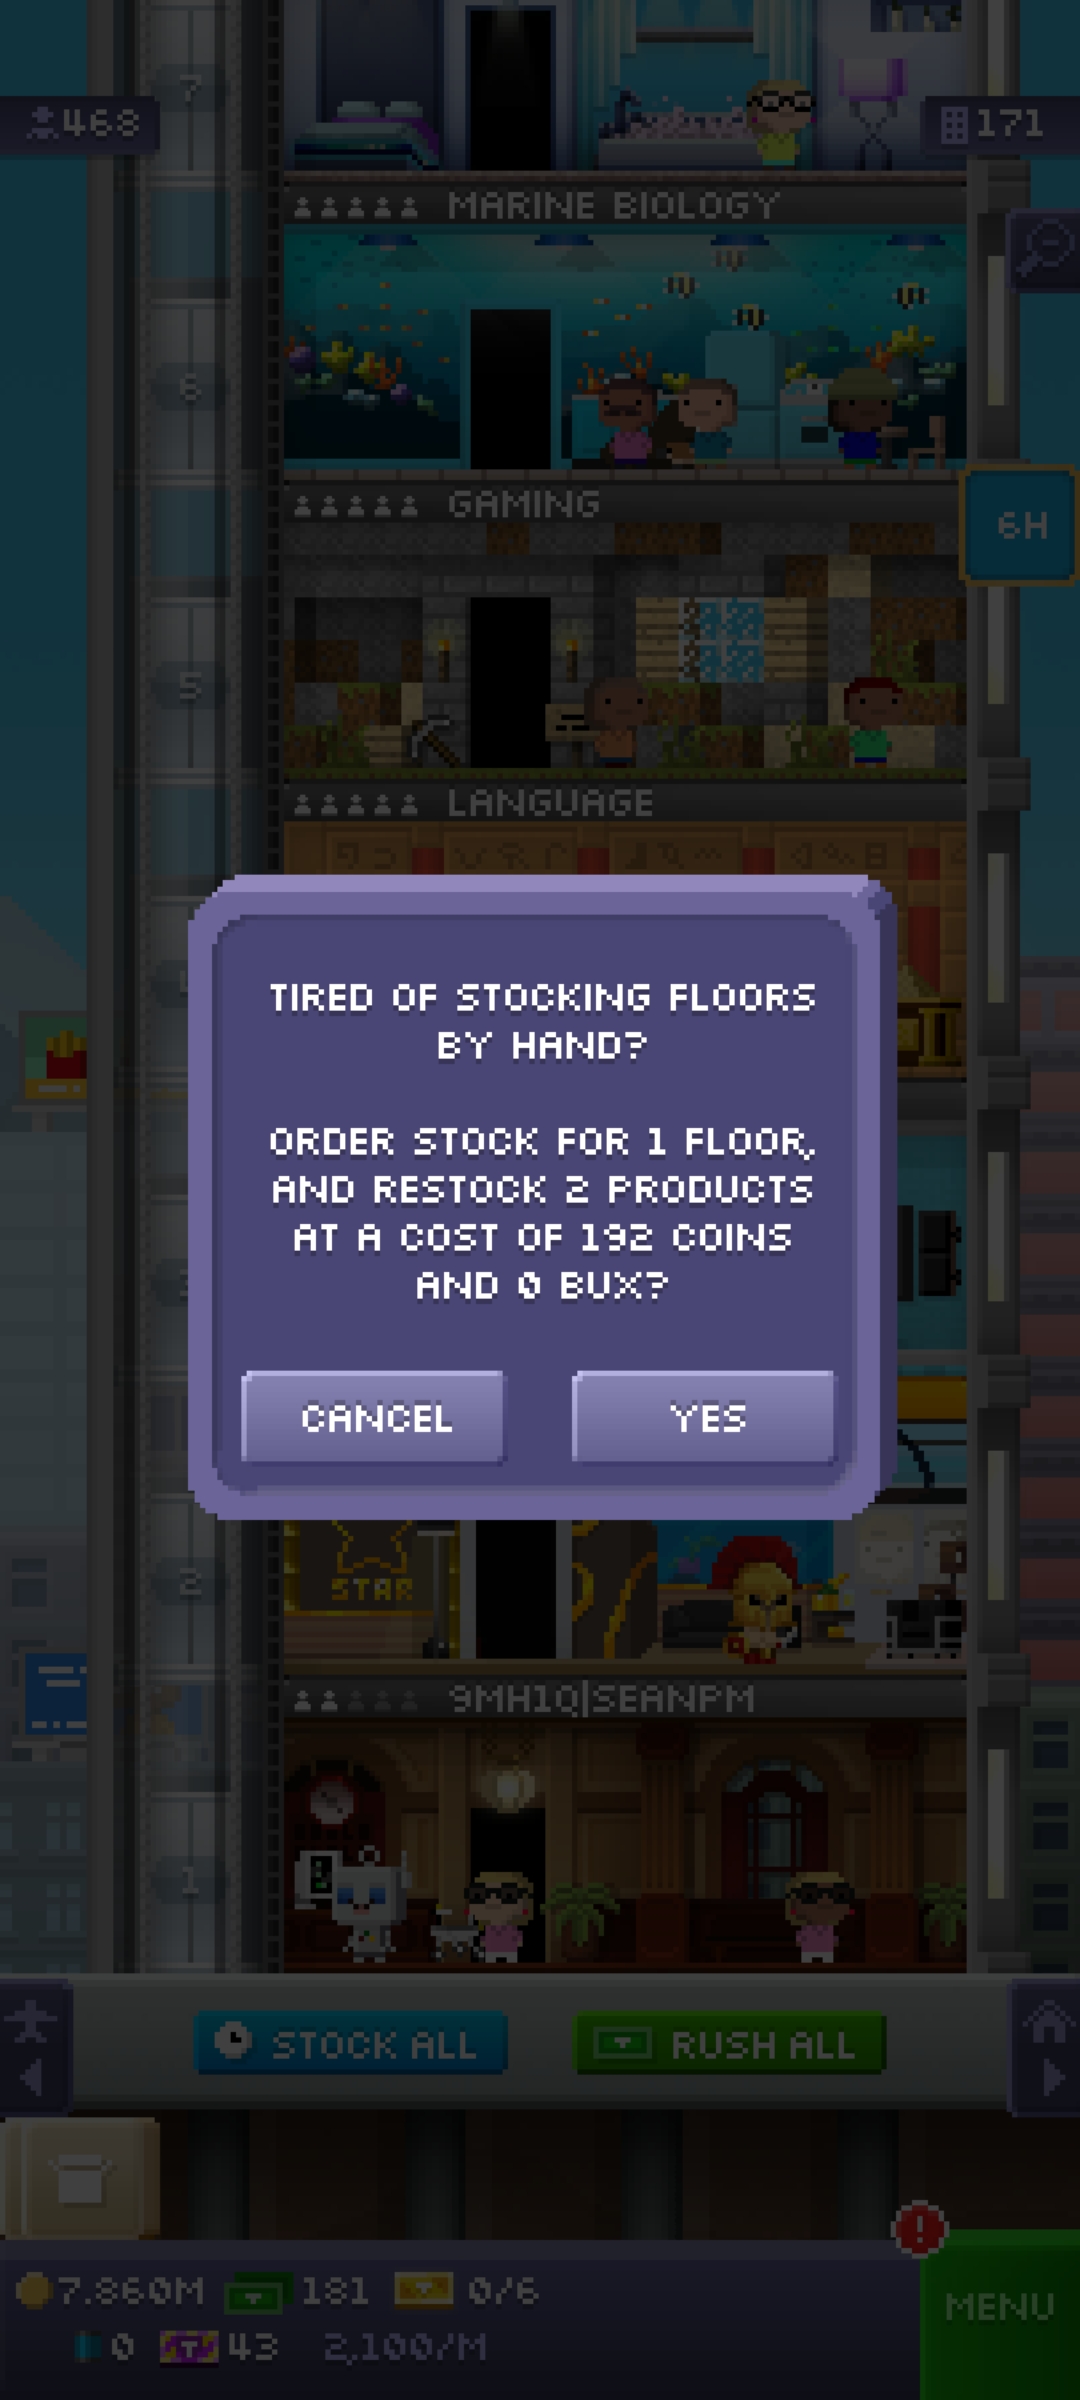 7
468
171
MARINE BIOLOGY
6
GAMING
6H
5
LANGUAGE
TIRED OF STOCKING FLOORS
BY HAND?
ORDER STOCK FOR 1 FLOOR,
AND RESTOCK 2 PRODUCTS
AT A COST OF 192 COINS
AND 0 BUX?
CANCEL
YES
STAR
2
9MH1Q|SEANPM
1
STOCK ALL
RUSH ALL
7.860M 181 0/6
0 43 2,100/M
!
MENU